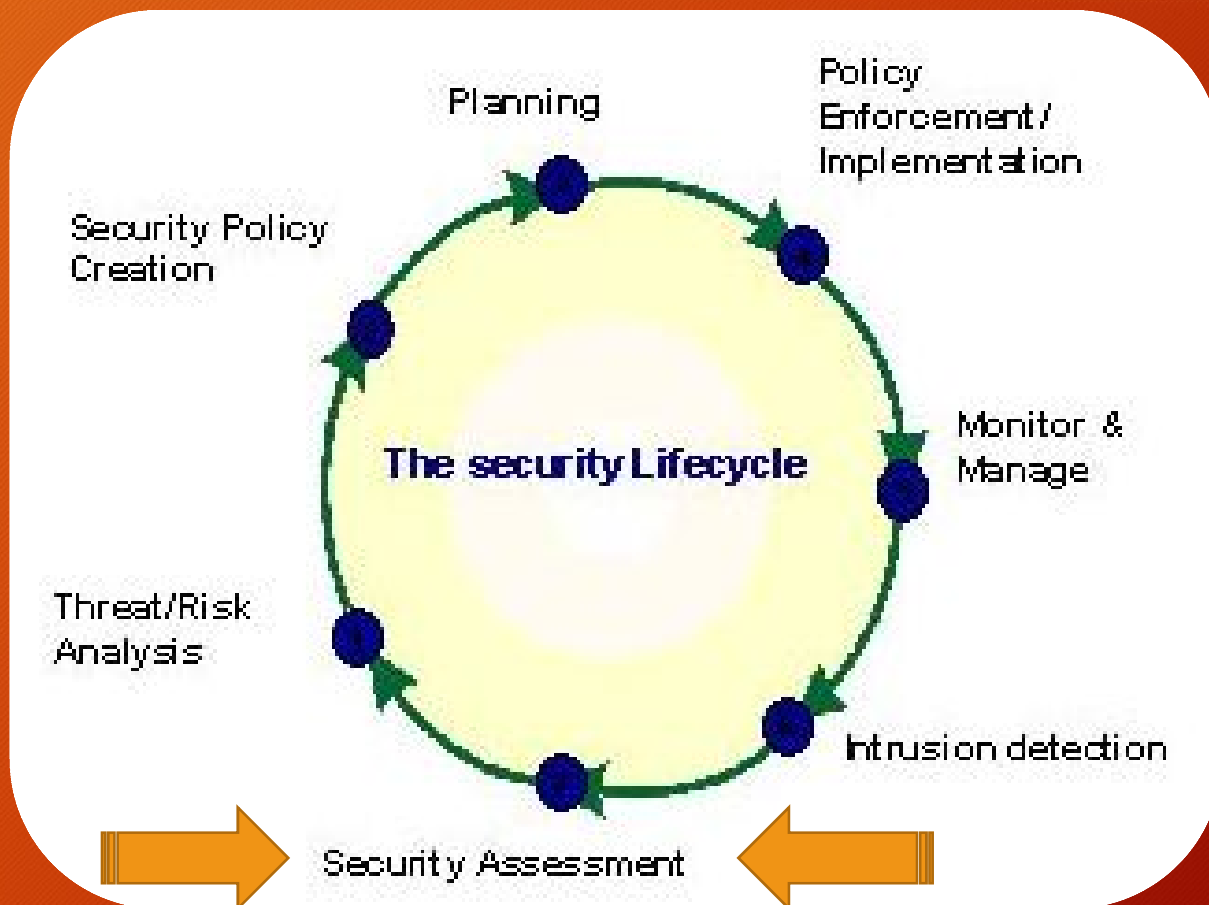 Planning
Policy
Enforcement/
Implementation
Security Policy
Creation
The security Lifecycle
Monitor &
Manage
Threat/Risk
Analysis
Intrusion detection
Security Assessment